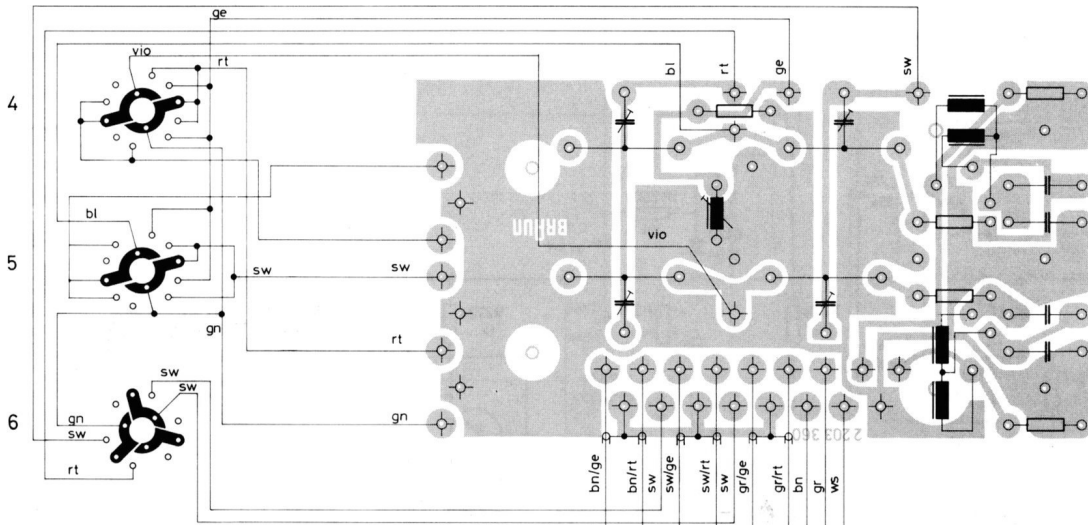 ge
vio
rt
bl
rt
ge
sw
4
bl
BRAUN
vio
5
sw
sw
gn
rt
sw
sw
gn
gn
6
sw
rt
2 203 360
bn/ge
bn/rt
sw
sw/ge
sw/rt
sw
gr/ge
gr/rt
bn
gr
ws